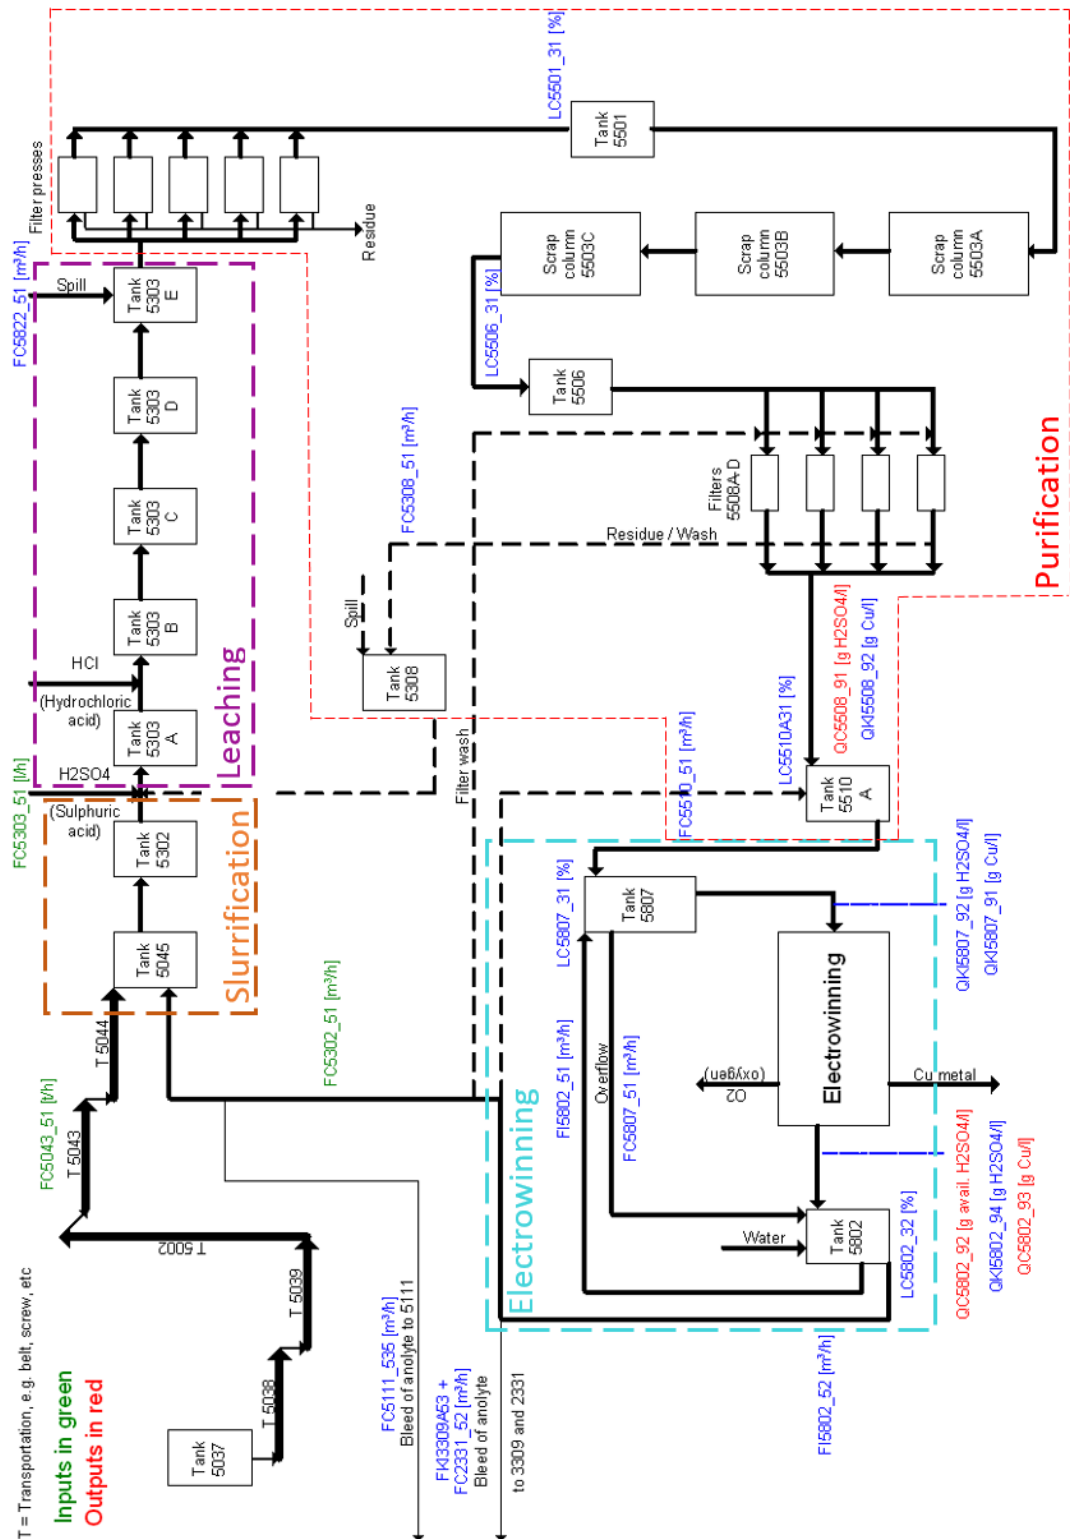 T = Transportation, e.g. belt, screw, etc
Inputs in green
Outputs in red
Tank
5037
T 5038
T 5039
T 5002
T 5043
T 5044
FC5043_51 [t/h]
Slurrification
Tank
5045
Tank
5302
FC5302_51 [m³/h]
FC5303_51 [l/h]
H2SO4
(Sulphuric
acid)
Leaching
Tank
5303
A
HCl
(Hydrochloric
acid)
Tank
5303
B
Tank
5303
C
Tank
5303
D
Tank
5303
E
Spill
FC5822_51 [m³/h]
Filter presses
Residue
LC5501_31 [%]
Tank
5501
Scrap
column
5503A
Scrap
column
5503B
Scrap
column
5503C
LC5506_31 [%]
Tank
5506
Filters
5508A-D
Residue / Wash
FC5308_51 [m³/h]
Spill
Tank
5308
Filter wash
Purification
QC5508_91 [g H2SO4/l]
QKI5508_92 [g Cu/l]
LC5510A31 [%]
Tank
5510
A
FC5510_51 [m³/h]
Electrowinning
LC5807_31 [%]
Tank
5807
QKI5807_92 [g H2SO4/l]
QKI5807_91 [g Cu/l]
FI5802_51 [m³/h]
Overflow
FC5807_51 [m³/h]
Electrowinning
O2
(oxygen)
Cu metal
Water
Tank
5802
LC5802_32 [%]
QC5802_92 [g avail. H2SO4/l]
QKI5802_94 [g H2SO4/l]
QC5802_93 [g Cu/l]
FI5802_52 [m³/h]
FC5111_535 [m³/h]
Bleed of anolyte to 5111
FKI3309A53 +
FC2331_52 [m³/h]
Bleed of anolyte
to 3309 and 2331